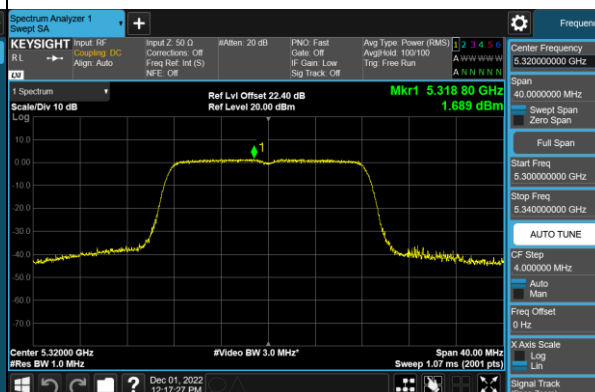 Spectrum Analyzer 1
Swept SA
+
Frequen
KEYSIGHT
RL
Input: RF
Coupling: DC
Align: Auto
Input Z: 50 Ω
Corrections: Off
Freq Ref: Int (S)
NFE: Off
#Atten: 20 dB
PNO: Fast
Gate: Off
IF Gain: Low
Sig Track: Off
Avg Type: Power (RMS)
Avg|Hold: 100/100
Trig: Free Run
1 2 3 4 5 6
A W W W W W
A N N N N N
LXI
1 Spectrum
Scale/Div 10 dB
Log
Ref Lvl Offset 22.40 dB
Ref Level 20.00 dBm
Mkr1 5.318 80 GHz
1.689 dBm
1
10.0
0.00
-10.0
-20.0
-30.0
-40.0
-50.0
-60.0
-70.0
Center 5.32000 GHz
#Res BW 1.0 MHz
#Video BW 3.0 MHz*
Span 40.00 MHz
Sweep 1.07 ms (2001 pts)
Center Frequency
5.320000000 GHz
Span
40.0000000 MHz
Swept Span
Zero Span
Full Span
Start Freq
5.300000000 GHz
Stop Freq
5.340000000 GHz
AUTO TUNE
CF Step
4.000000 MHz
Auto
Man
Freq Offset
0 Hz
X Axis Scale
Log
Lin
Signal Track
?
Dec 01, 2022
12:17:27 PM